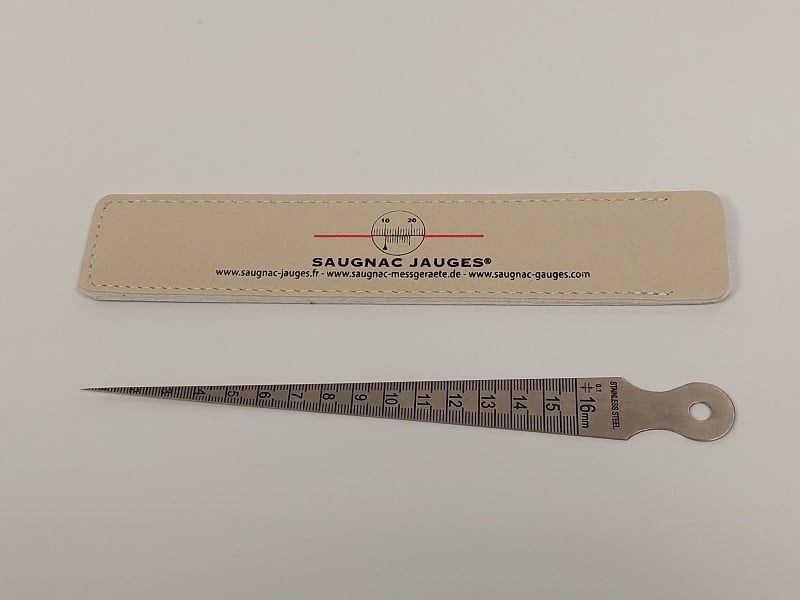 10 20
SAUGNAC JAUGES®
www.saugnac-jauges.fr - www.saugnac-messgeraete.de - www.saugnac-gauges.com
4 5 6 7 8 9 10 11 12 13 14 15 16mm
0.1
STAINLESS STEEL